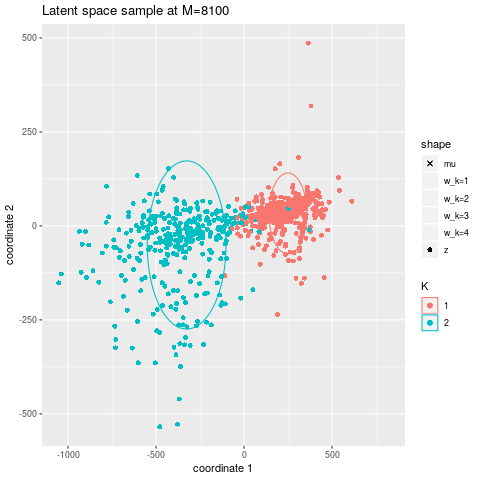 Latent space sample at M=8100
500
250
0
-250
-500
coordinate 2
-1000
-500
0
500
coordinate 1
shape
mu
w_k=1
w_k=2
w_k=3
w_k=4
z
K
1
2